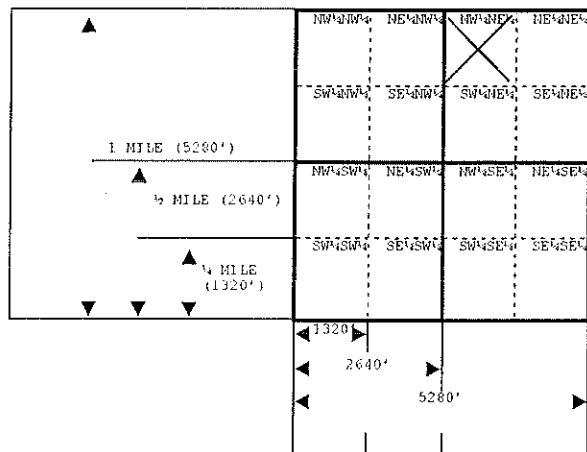 NW¼NW¼ NE¼NW¼ NW¼NE¼ NE¼NE¼
SW¼NW¼ SE¼NW¼ SW¼NE¼ SE¼NE¼
1 MILE (5280')
NW¼SW¼ NE¼SW¼ NW¼SE¼ NE¼SE¼
½ MILE (2640')
SW¼SW¼ SE¼SW¼ SW¼SE¼ SE¼SE¼
¼ MILE
(1320')
1320'
2640'
5280'